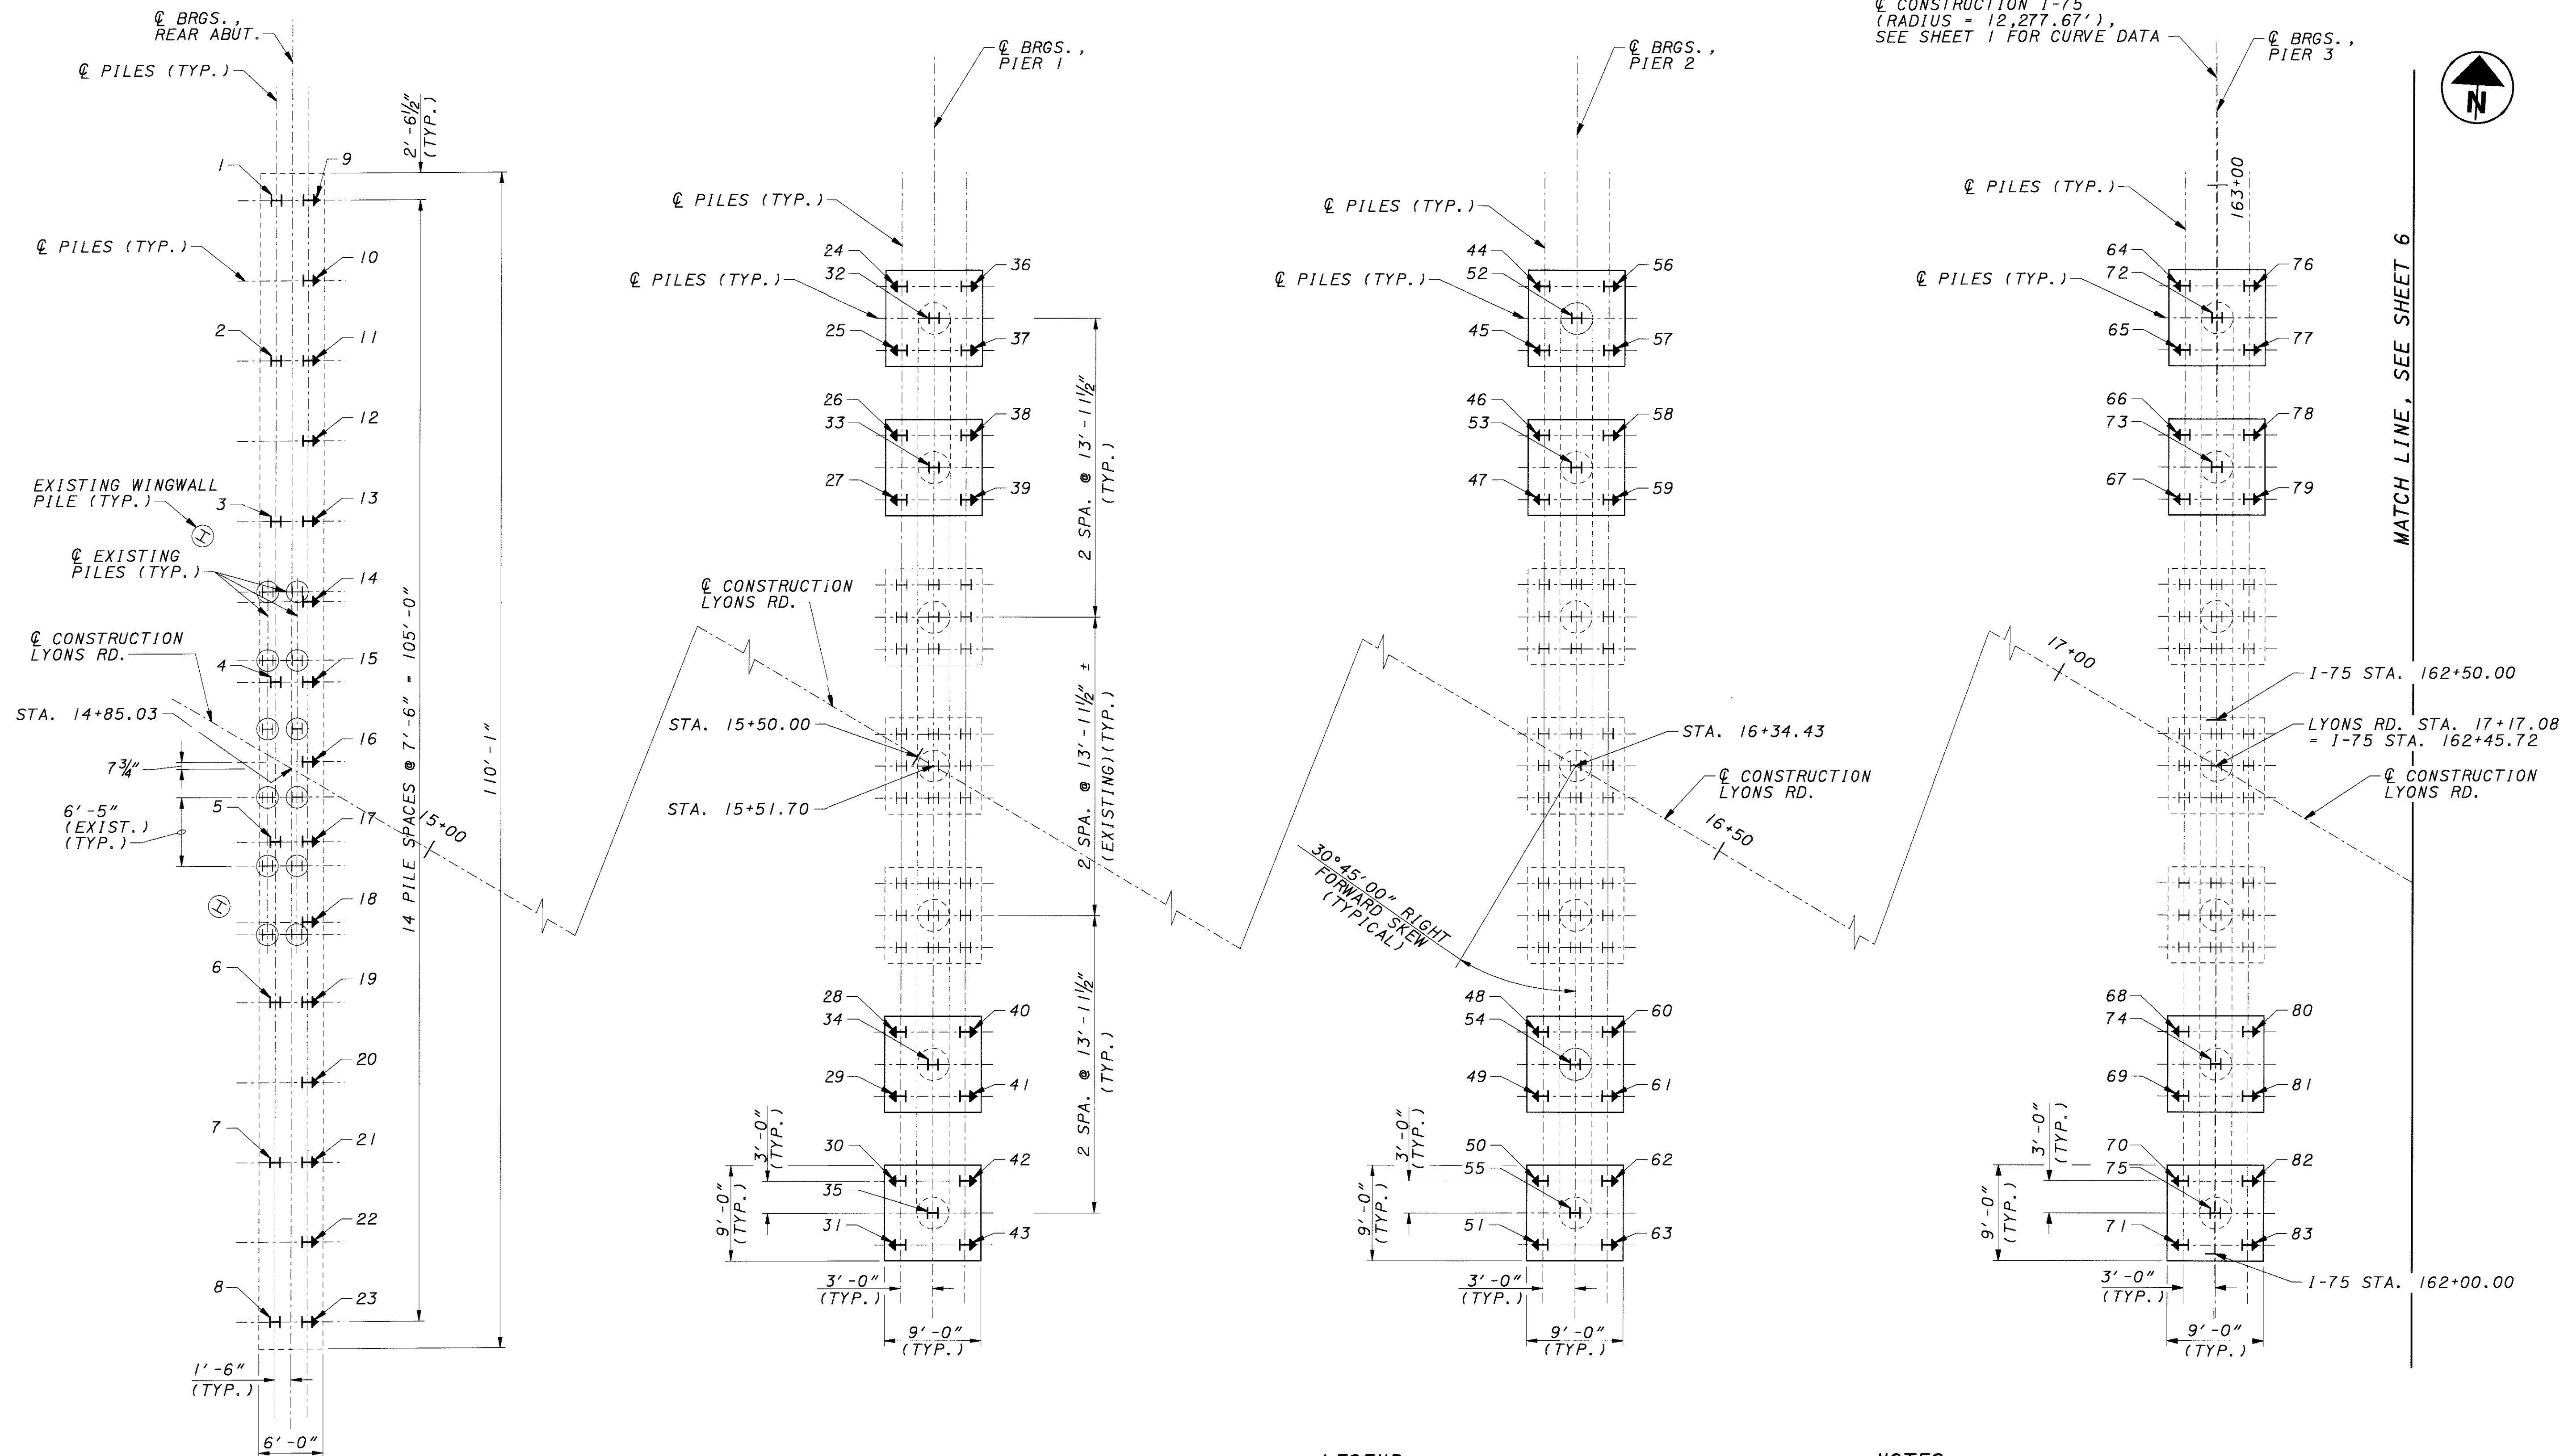 ℄ BRGS.,
REAR ABUT.
℄ PILES (TYP.)
2'-6½"
(TYP.)
1
9
℄ PILES (TYP.)
10
2
11
12
EXISTING WINGWALL
PILE (TYP.)
3
13
℄ EXISTING
PILES (TYP.)
14
℄ CONSTRUCTION
LYONS RD.
4
15
STA. 14+85.03
16
7¾"
6'-5"
(EXIST.)
(TYP.)
5
17
15+00
18
6
19
20
7
21
22
8
23
14 PILE SPACES @ 7'-6" = 105'-0"
110'-1"
1'-6"
(TYP.)
6'-0"
℄ BRGS.,
PIER 1
℄ PILES (TYP.)
24
32
36
℄ PILES (TYP.)
25
37
26
33
38
27
39
2 SPA. @ 13'-11½"
(TYP.)
℄ CONSTRUCTION
LYONS RD.
STA. 15+50.00
STA. 15+51.70
2 SPA. @ 13'-11½" ±
(EXISTING)(TYP.)
28
34
40
29
41
2 SPA. @ 13'-11½"
(TYP.)
3'-0"
(TYP.)
30
42
35
9'-0"
(TYP.)
31
43
3'-0"
(TYP.)
9'-0"
(TYP.)
℄ BRGS.,
PIER 2
℄ PILES (TYP.)
44
52
56
℄ PILES (TYP.)
45
57
46
53
58
47
59
STA. 16+34.43
℄ CONSTRUCTION
LYONS RD.
16+50
30°45'00" RIGHT
FORWARD SKEW
(TYPICAL)
48
54
60
49
61
3'-0"
(TYP.)
50
55
62
9'-0"
(TYP.)
51
63
3'-0"
(TYP.)
9'-0"
(TYP.)
℄ CONSTRUCTION I-75
(RADIUS = 12,277.67'),
SEE SHEET 1 FOR CURVE DATA
℄ BRGS.,
PIER 3
163+00
N
℄ PILES (TYP.)
64
72
76
℄ PILES (TYP.)
65
77
66
73
78
67
79
MATCH LINE, SEE SHEET 6
17+00
I-75 STA. 162+50.00
LYONS RD. STA. 17+17.08
= I-75 STA. 162+45.72
℄ CONSTRUCTION
LYONS RD.
68
74
80
69
81
3'-0"
(TYP.)
70
75
82
9'-0"
(TYP.)
71
83
I-75 STA. 162+00.00
3'-0"
(TYP.)
9'-0"
(TYP.)
LEGEND
NOTES